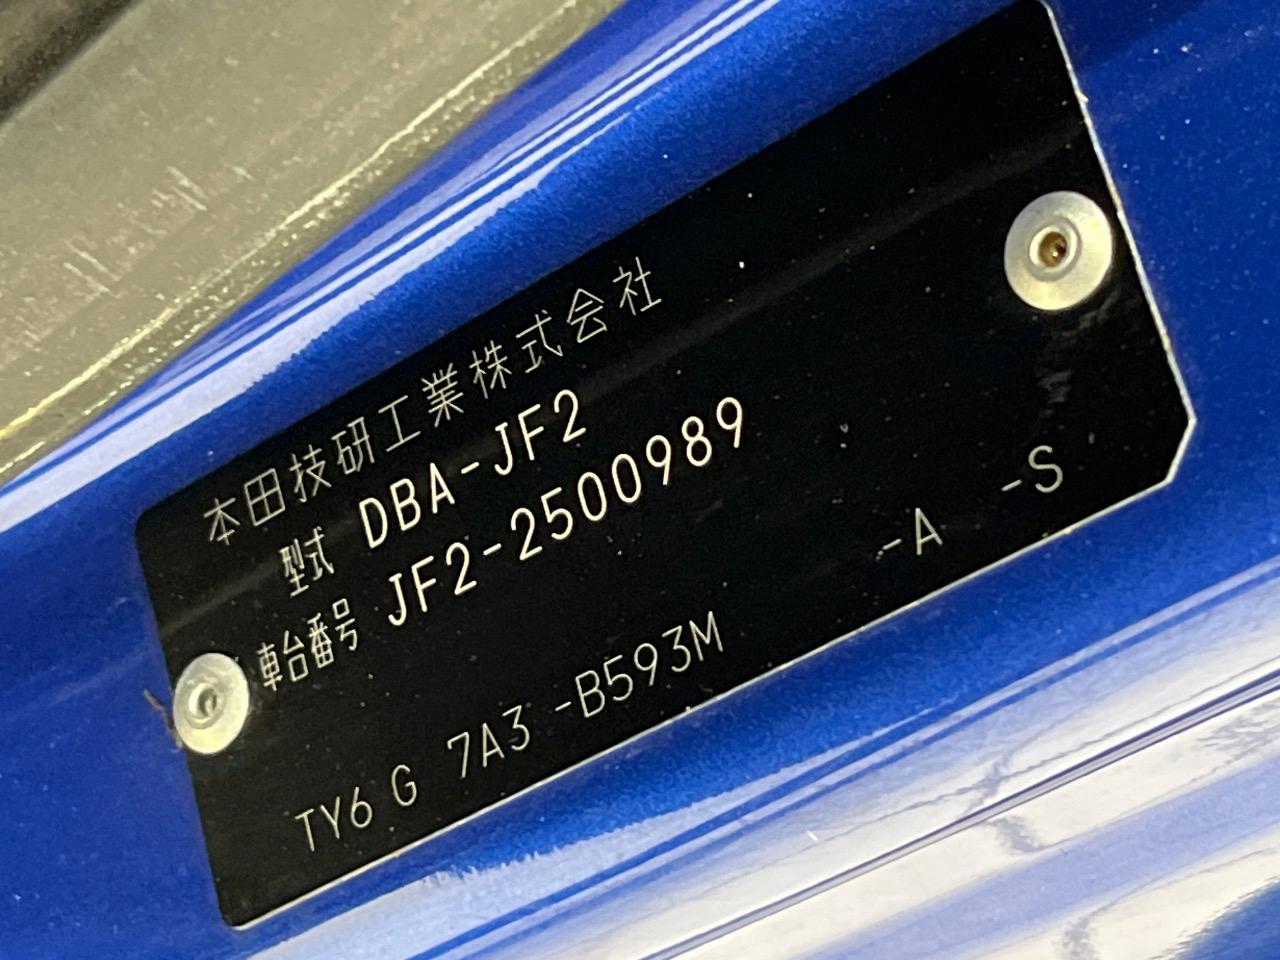 本田技研工業株式会社
型式 DBA-JF2
車台番号 JF2-2500989
TY6 G 7A3 -B593M -A -S